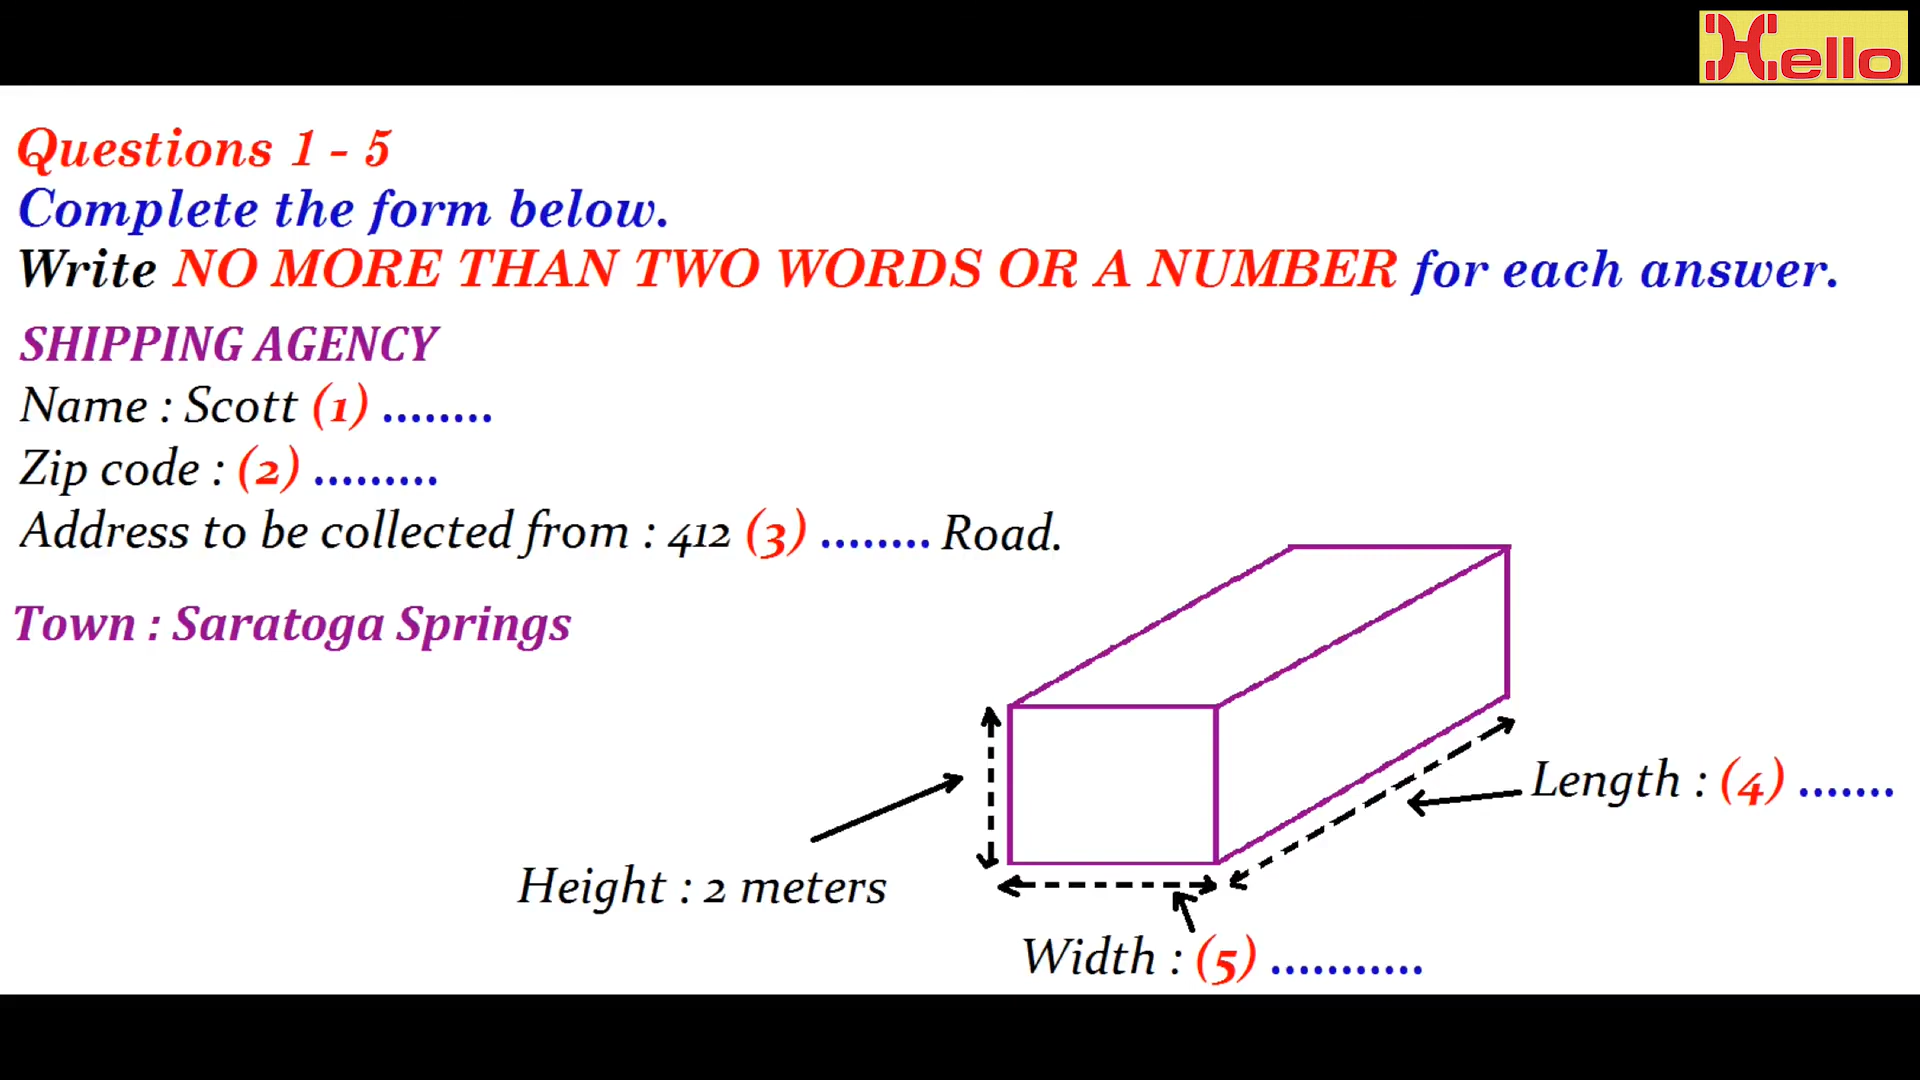 Hello
Questions 1 - 5
Complete the form below.
Write NO MORE THAN TWO WORDS OR A NUMBER for each answer.
SHIPPING AGENCY
Name : Scott (1) ........
Zip code : (2) .........
Address to be collected from : 412 (3) ........ Road.
Town : Saratoga Springs
Length : (4) .......
Height : 2 meters
Width : (5) ...........